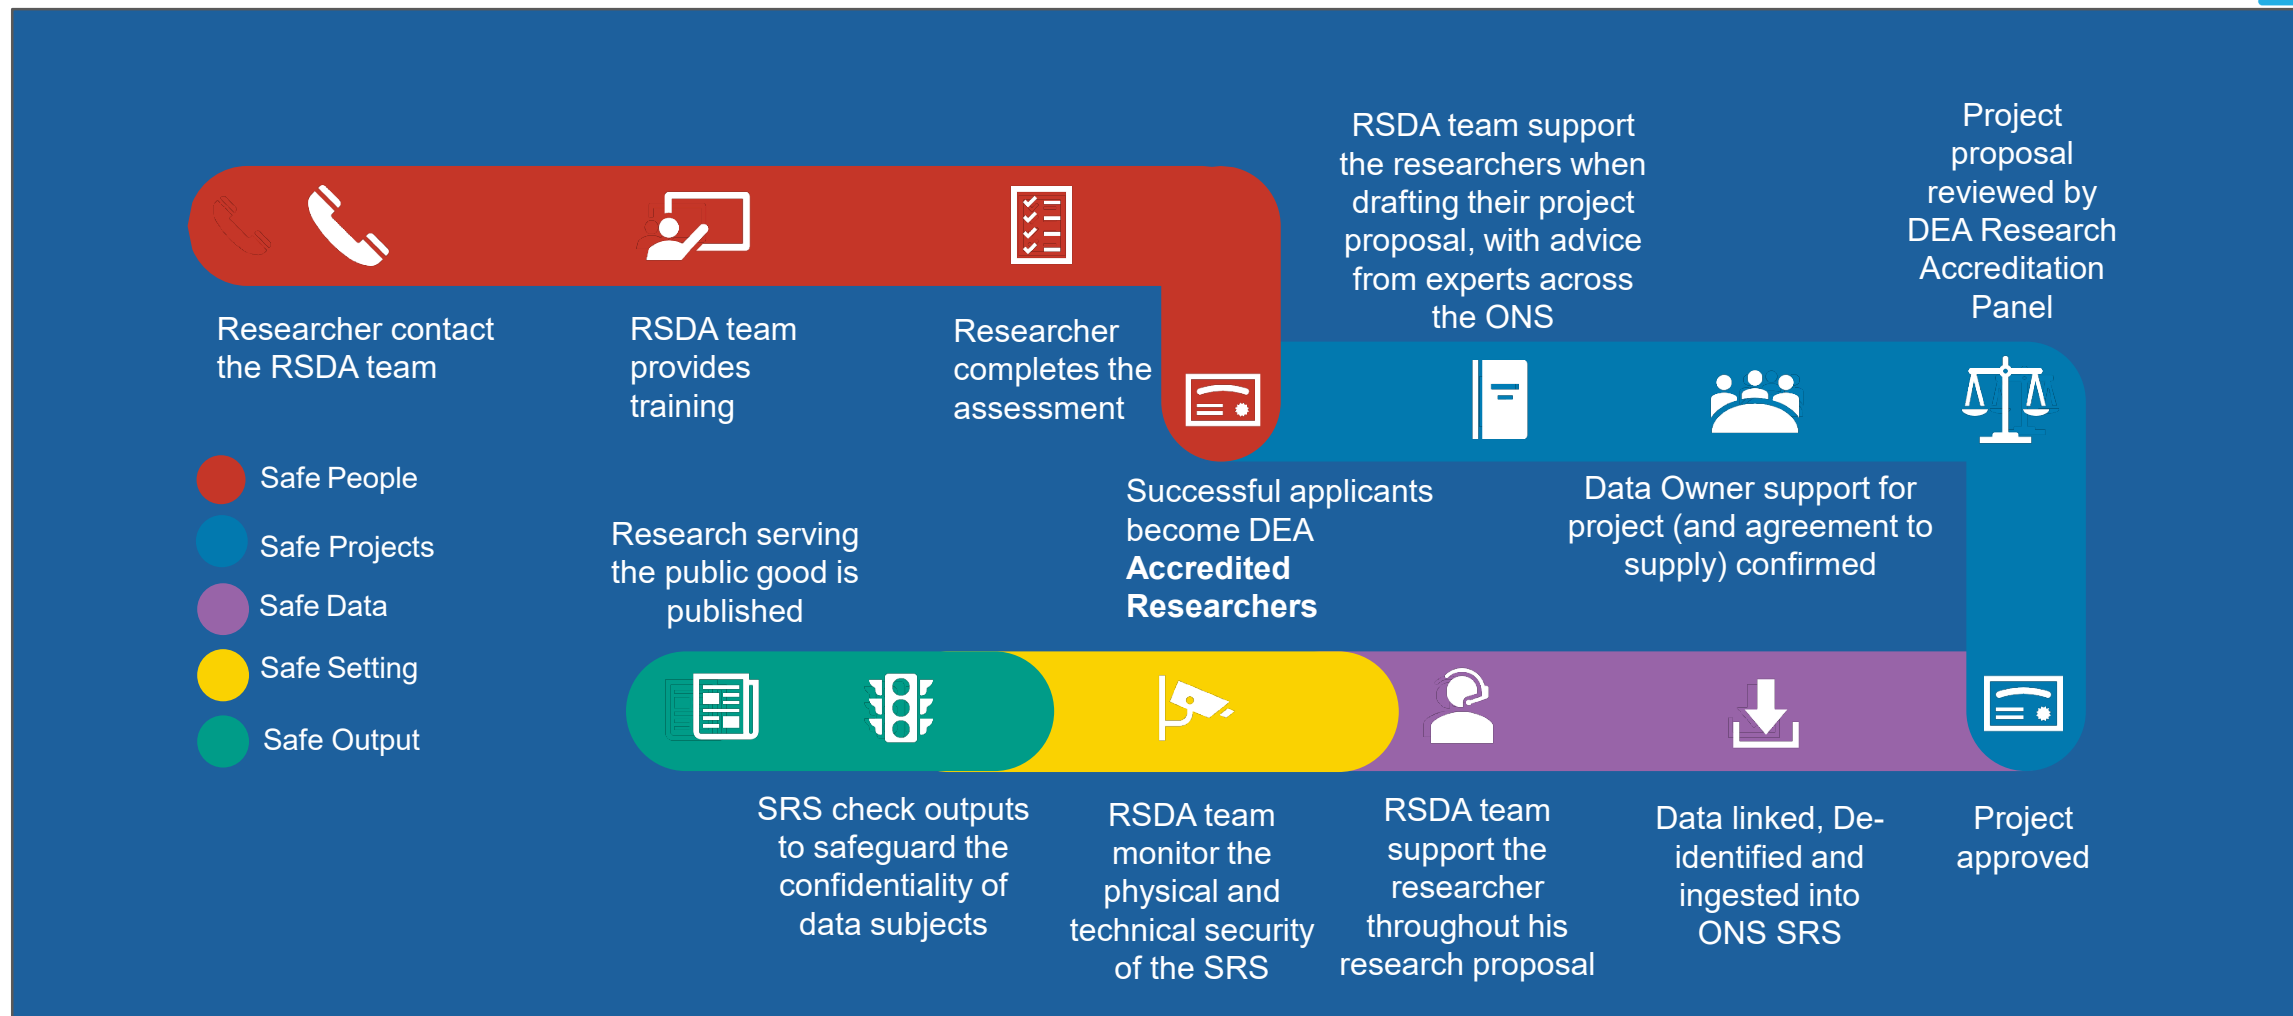 Researcher contact
the RSDA team
RSDA team
provides
training
Researcher
completes the
assessment
Successful applicants
become DEA
Accredited
Researchers
RSDA team support
the researchers when
drafting their project
proposal, with advice
from experts across
the ONS
Data Owner support for
project (and agreement to
supply) confirmed
Project
proposal
reviewed by
DEA Research
Accreditation
Panel
Project
approved
Data linked, De-
identified and
ingested into
ONS SRS
RSDA team
support the
researcher
throughout his
research proposal
RSDA team
monitor the
physical and
technical security
of the SRS
SRS check outputs
to safeguard the
confidentiality of
data subjects
Research serving
the public good is
published
Safe People
Safe Projects
Safe Data
Safe Setting
Safe Output